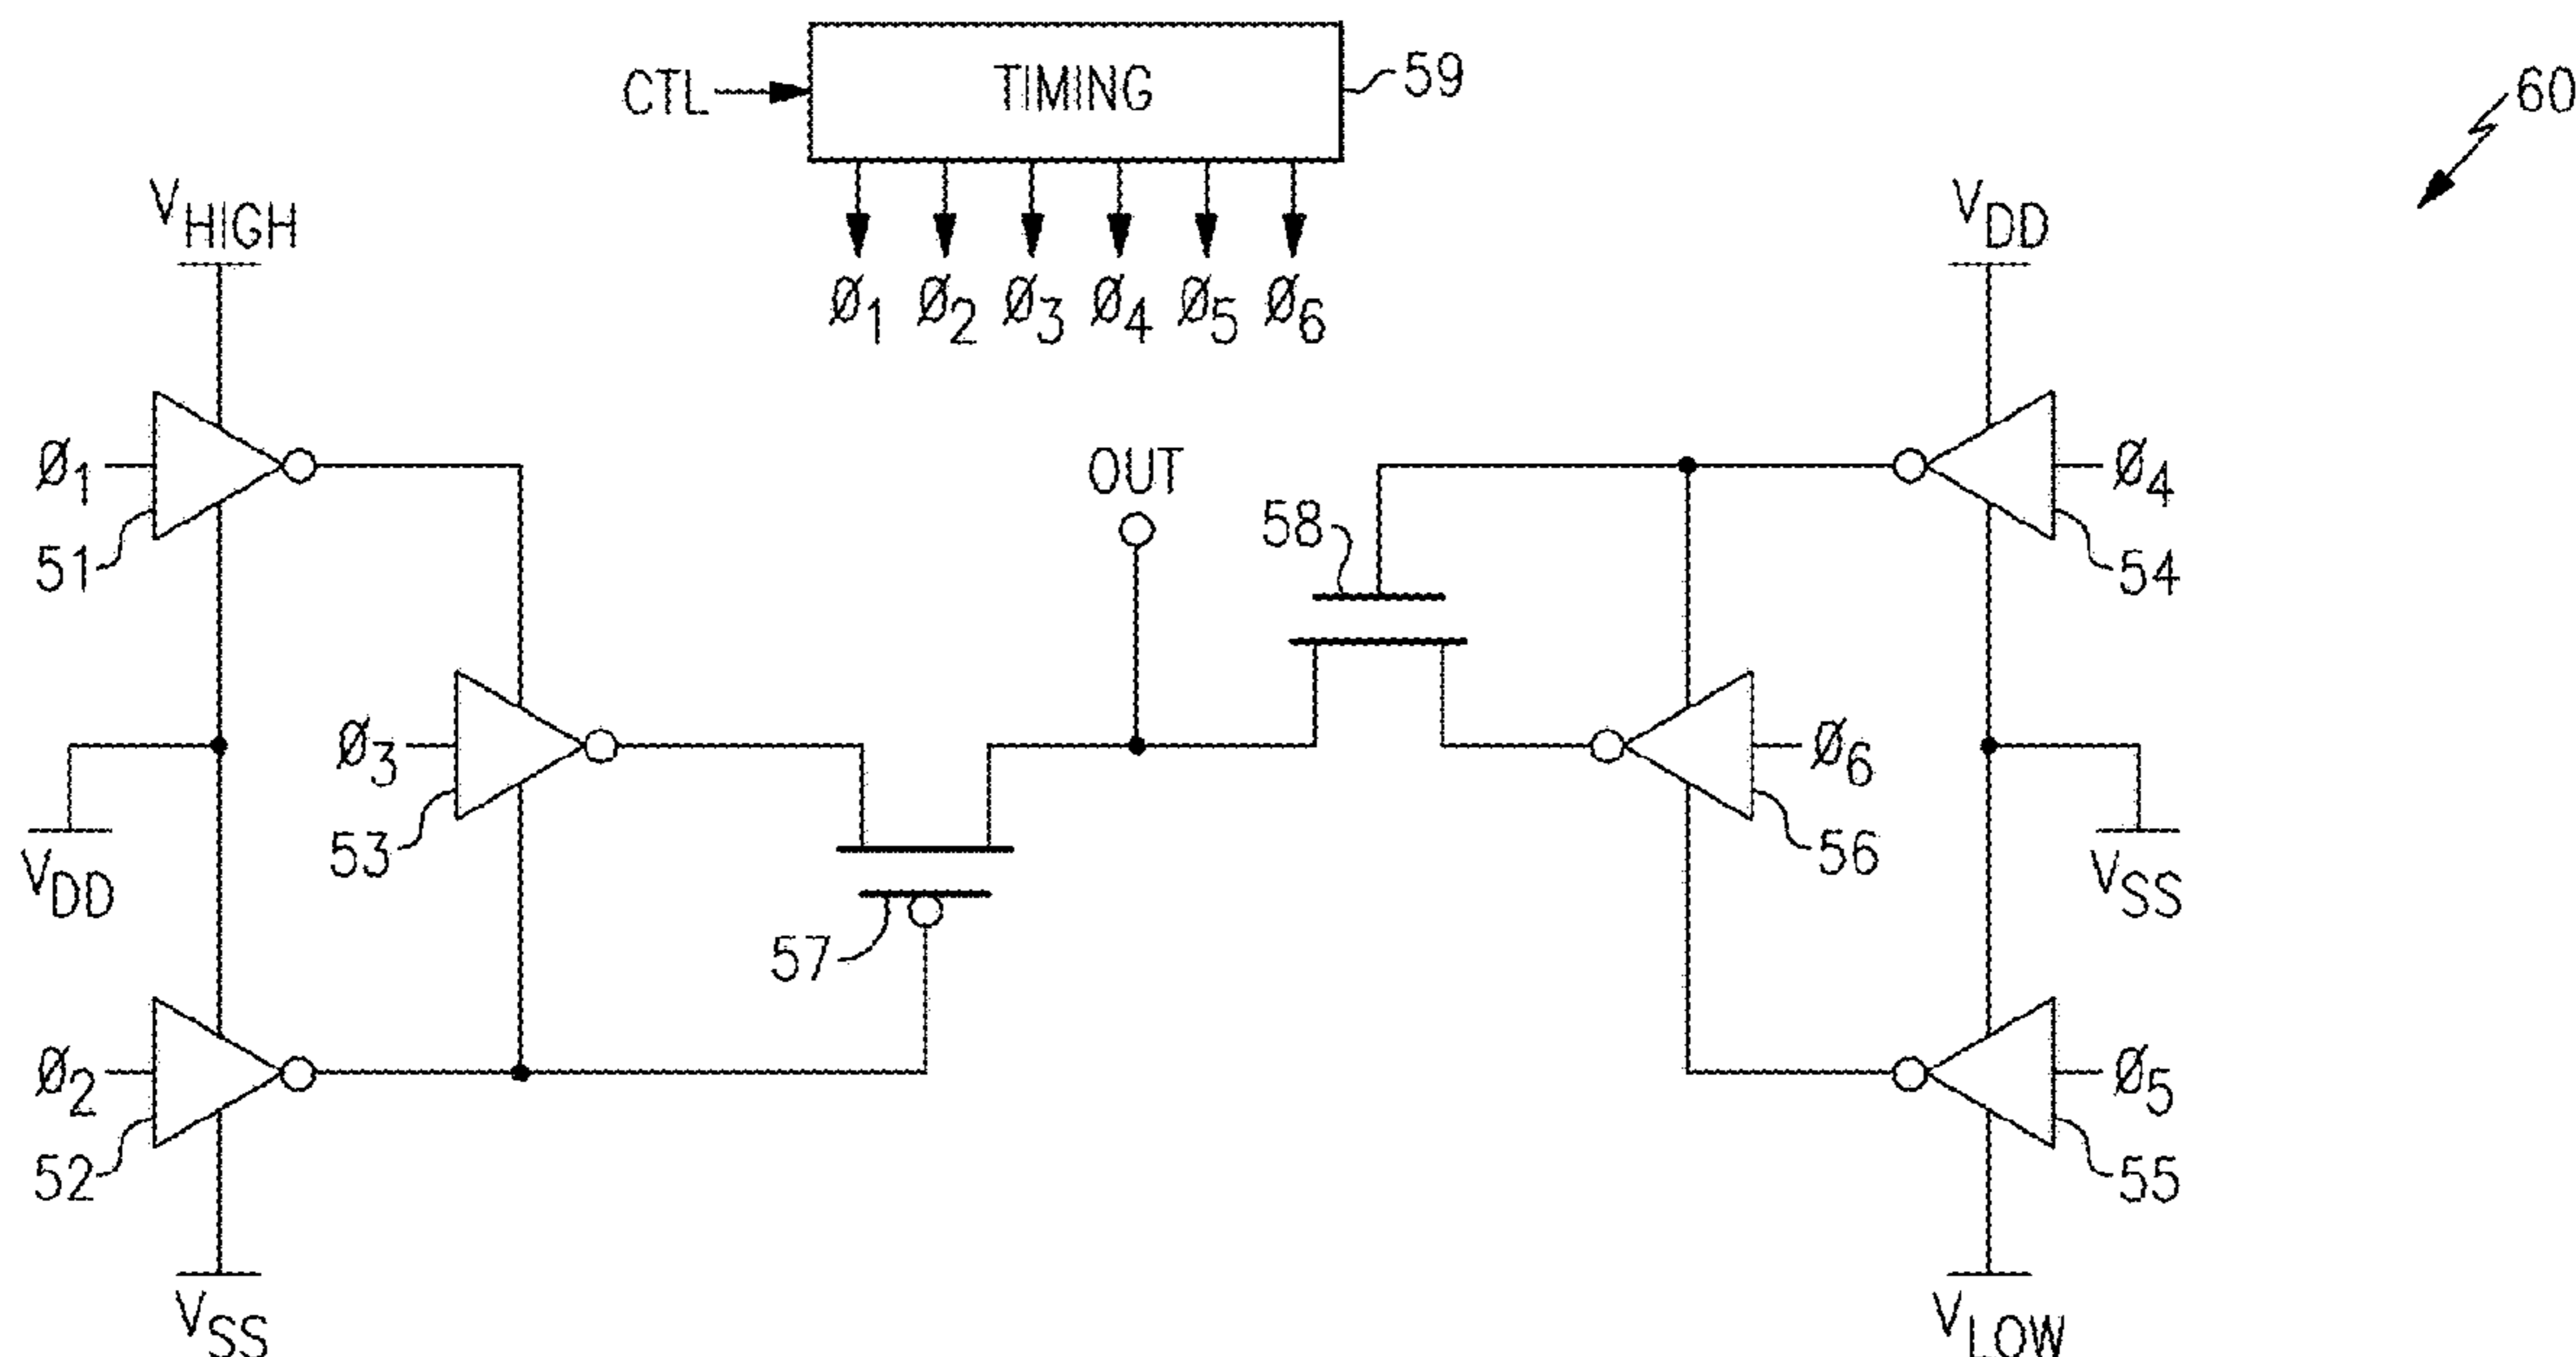 CTL
TIMING
59
60
Ø1 Ø2 Ø3 Ø4 Ø5 Ø6
VHIGH
VDD
Ø1
51
OUT
58
Ø4
54
Ø3
53
Ø6
56
VDD
VSS
57
Ø2
52
Ø5
55
VSS
VLOW